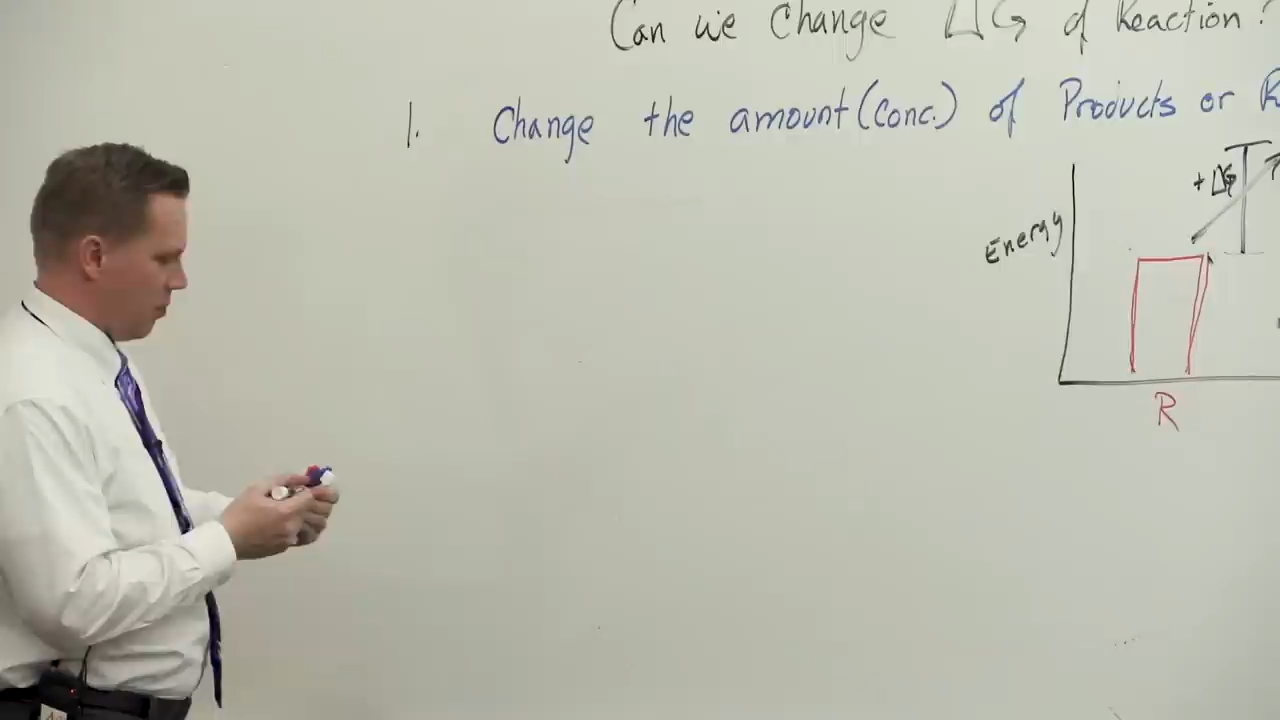 Can we Change ΔG of Reaction?
1. Change the amount (Conc.) of Products or R
+ ΔG
Energy
R